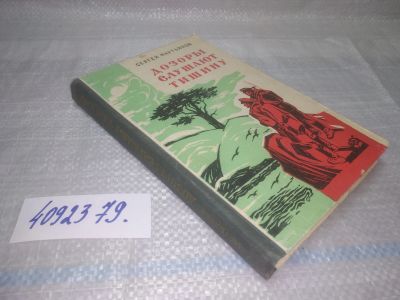 СЕРГЕЙ МАРТЬЯНОВ
ДОЗОРЫ
СЛУШАЮТ
ТИШИНУ
40923 79.